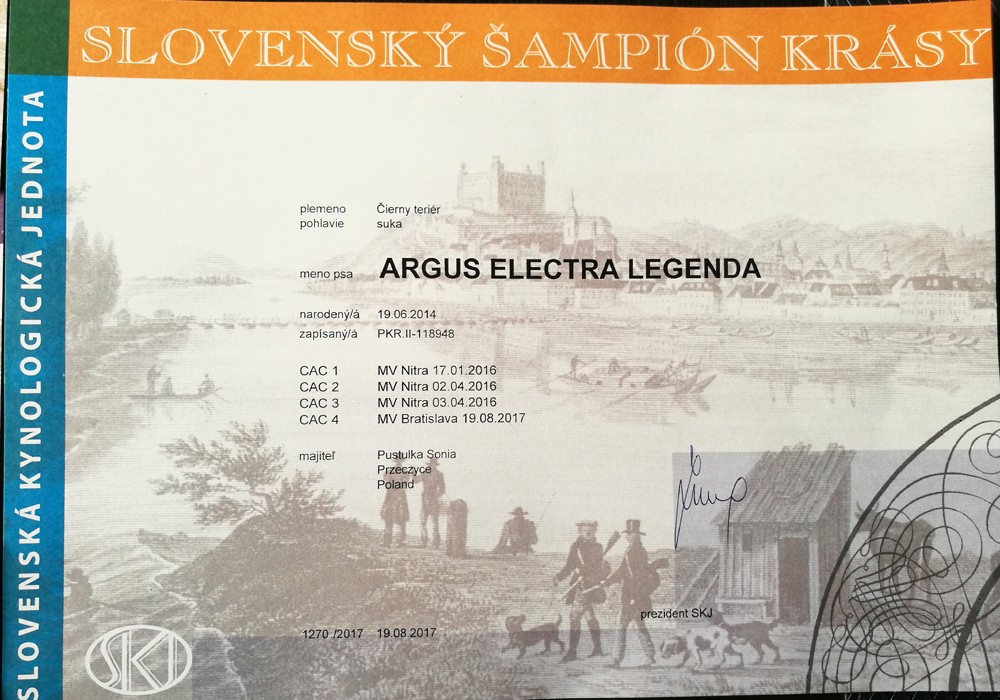 SLOVENSKÝ ŠAMPIÓN KRÁSY
SLOVENSKÁ KYNOLOGICKÁ JEDNOTA
plemeno Čierny teriér
pohlavie suka
meno psa ARGUS ELECTRA LEGENDA
narodený/á 19.06.2014
zapísaný/á PKR.II-118948
CAC 1 MV Nitra 17.01.2016
CAC 2 MV Nitra 02.04.2016
CAC 3 MV Nitra 03.04.2016
CAC 4 MV Bratislava 19.08.2017
majiteľ Pustulka Sonia
Przeczyce
Poland
prezident SKJ
1270 /2017 19.08.2017
SKJ